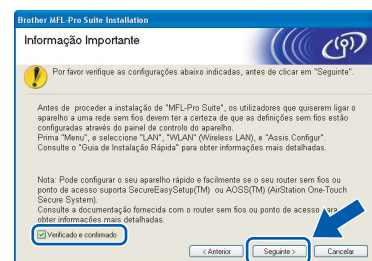 Brother MFL-Pro Suite Installation
Informação Importante
Por favor verifique as configurações abaixo indicadas, antes de clicar em "Seguinte".
Antes de proceder a instalação de "MFL-Pro Suite", os utilizadores que quiserem ligar o
aparelho a uma rede sem fios devem ter a certeza de que as definições sem fios estão
configuradas através do painel de controlo do aparelho.
Prima "Menu", e seleccione "LAN", "WLAN" (Wireless LAN), e "Assis.Configur".
Consulte o "Guia de Instalação Rápida" para obter informações mais detalhadas.
Nota: Pode configurar o seu aparelho rápido e facilmente se o seu router sem fios ou
ponto de acesso suporta SecureEasySetup(TM) ou AOSS(TM) (AirStation One-Touch
Secure System).
Consulte a documentação fornecida com o router sem fios ou ponto de acesso para
obter informações mais detalhadas.
Verificado e confirmado
< Anterior Seguinte > Cancelar